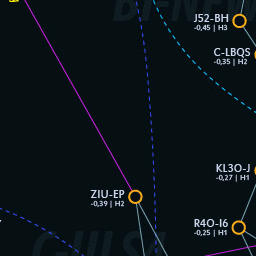 J52-BH
-0,45 | H3
C-LBQS
-0,35 | H2
KL3O-J
-0,27 | H1
ZIU-EP
-0,39 | H2
R4O-I6
-0,25 | H1